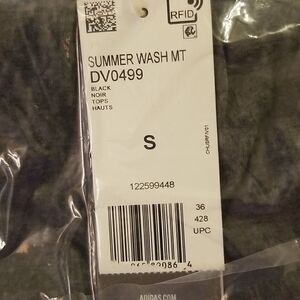 RFID
SUMMER WASH MT
DV0499
BLACK
NOIR
TOPS
HAUTS
S
122599448
36
428
UPC
ADIDAS.COM